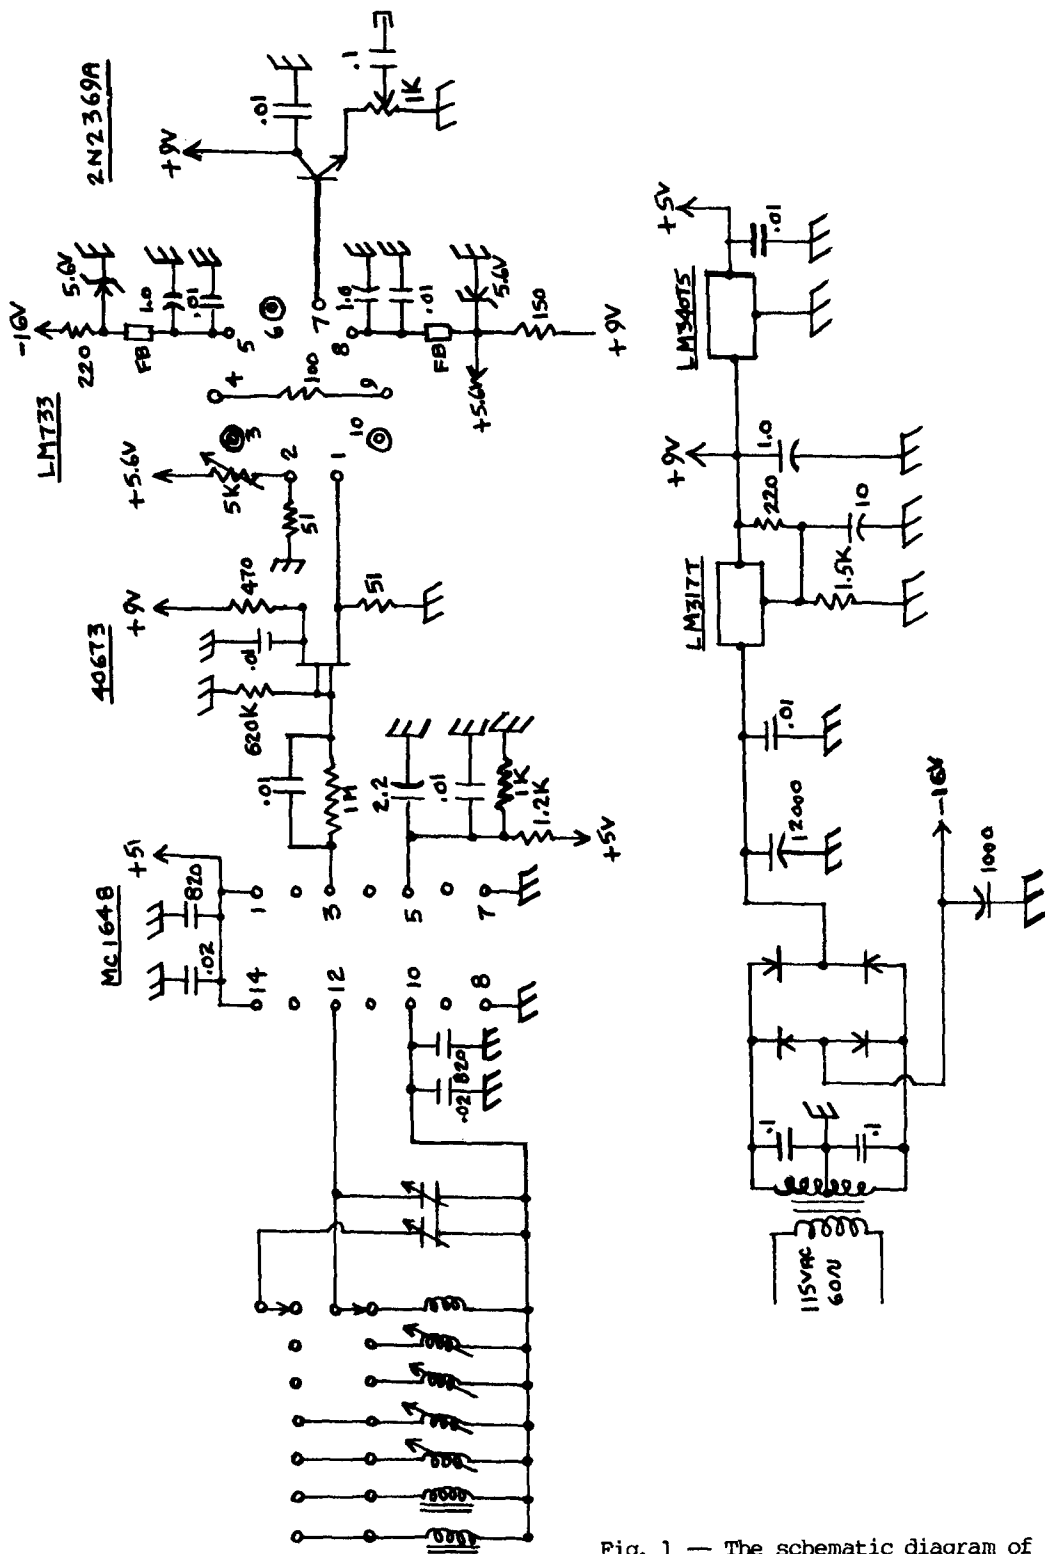 2N2369A
+9V
.01
.1
1K
LM733
-16V
220
5.6V
FB
1.0
.01
5
6
7
8
1.0
.01
FB
5.6V
+5.6V
150
+9V
4
100
9
3
10
+5.6V
5K
2
51
1
40673
+9V
470
.01
620K
51
.01
1M
2.2
.01
1K
1.2K
+5V
MC1648
+5V
820
.02
1
3
5
7
14
12
10
8
820
.02
LM340T5
+5V
.01
+9V
1.0
220
10
1.5K
LM317T
.01
12000
-16V
1000
.1
.1
115VAC
60~
Fig. 1 — The schematic diagram of